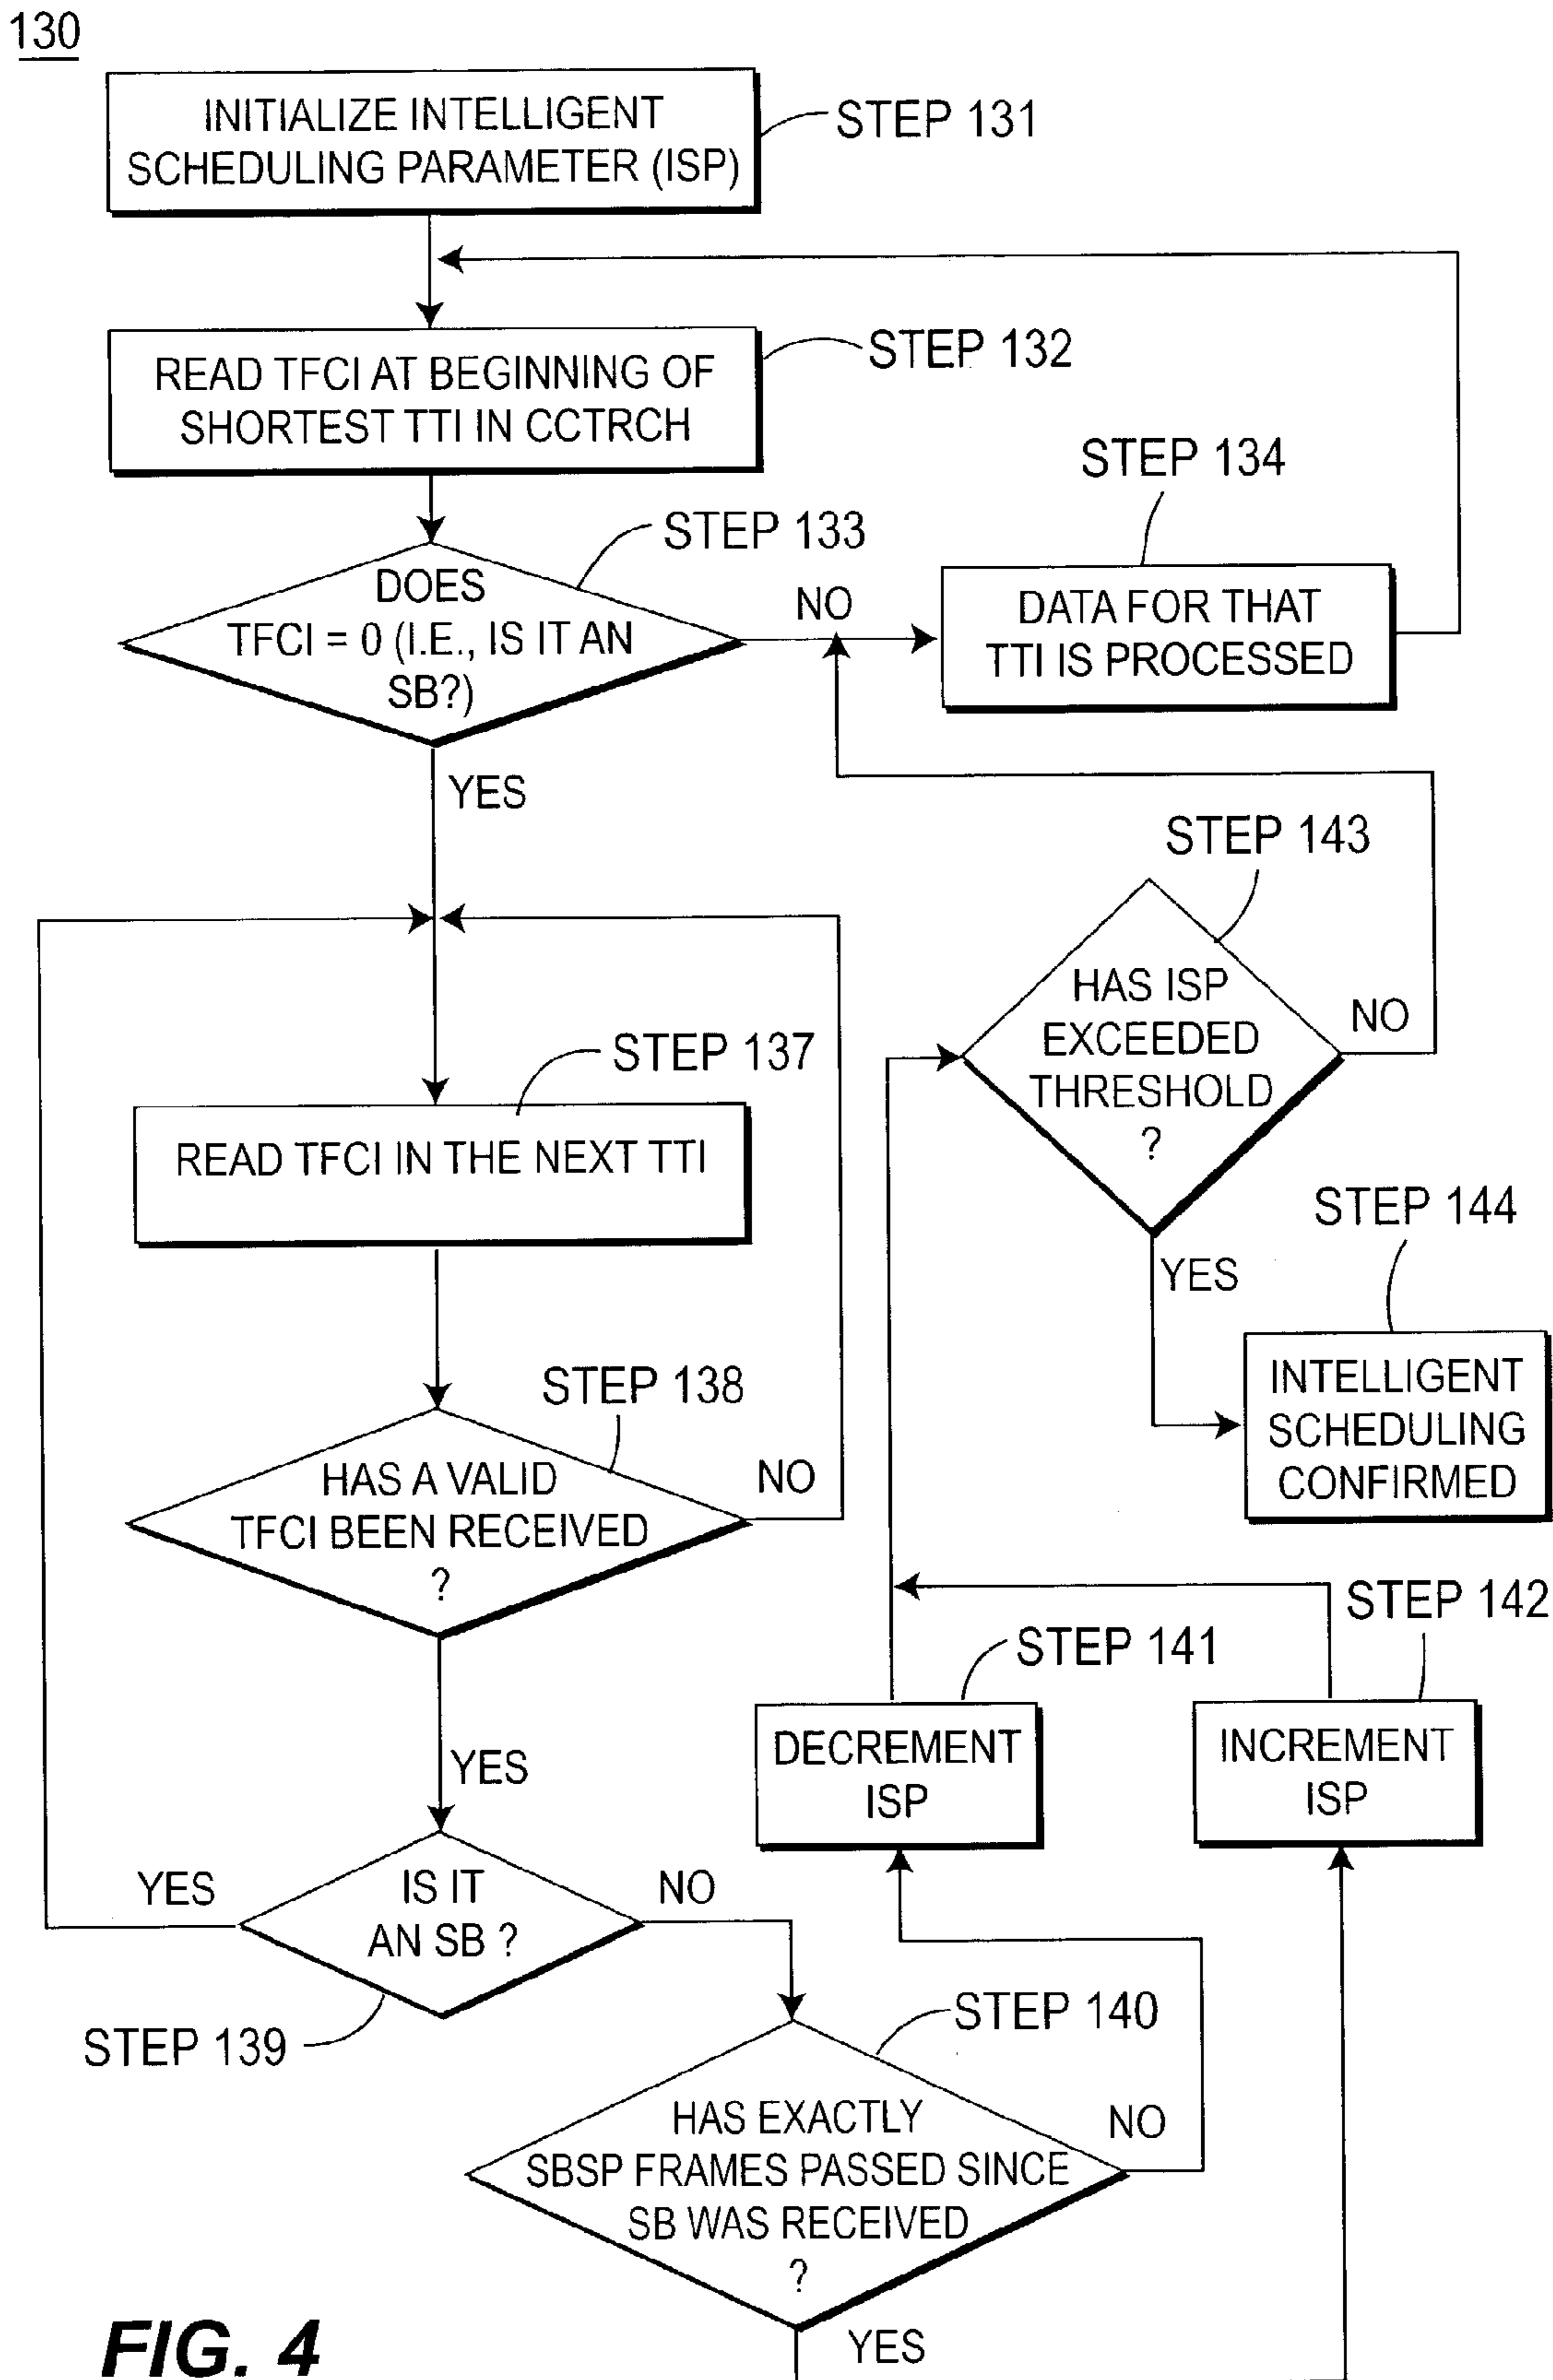 130
INITIALIZE INTELLIGENT
SCHEDULING PARAMETER (ISP)
STEP 131
READ TFCI AT BEGINNING OF
SHORTEST TTI IN CCTRCH
STEP 132
STEP 133
DOES
TFCI = 0 (I.E., IS IT AN
SB?)
NO
YES
STEP 134
DATA FOR THAT
TTI IS PROCESSED
STEP 143
HAS ISP
EXCEEDED
THRESHOLD
?
NO
YES
STEP 137
READ TFCI IN THE NEXT TTI
STEP 144
INTELLIGENT
SCHEDULING
CONFIRMED
STEP 138
HAS A VALID
TFCI BEEN RECEIVED
?
NO
YES
STEP 141
DECREMENT
ISP
STEP 142
INCREMENT
ISP
YES
IS IT
AN SB ?
NO
STEP 139
STEP 140
HAS EXACTLY
SBSP FRAMES PASSED SINCE
SB WAS RECEIVED
?
NO
YES
FIG. 4